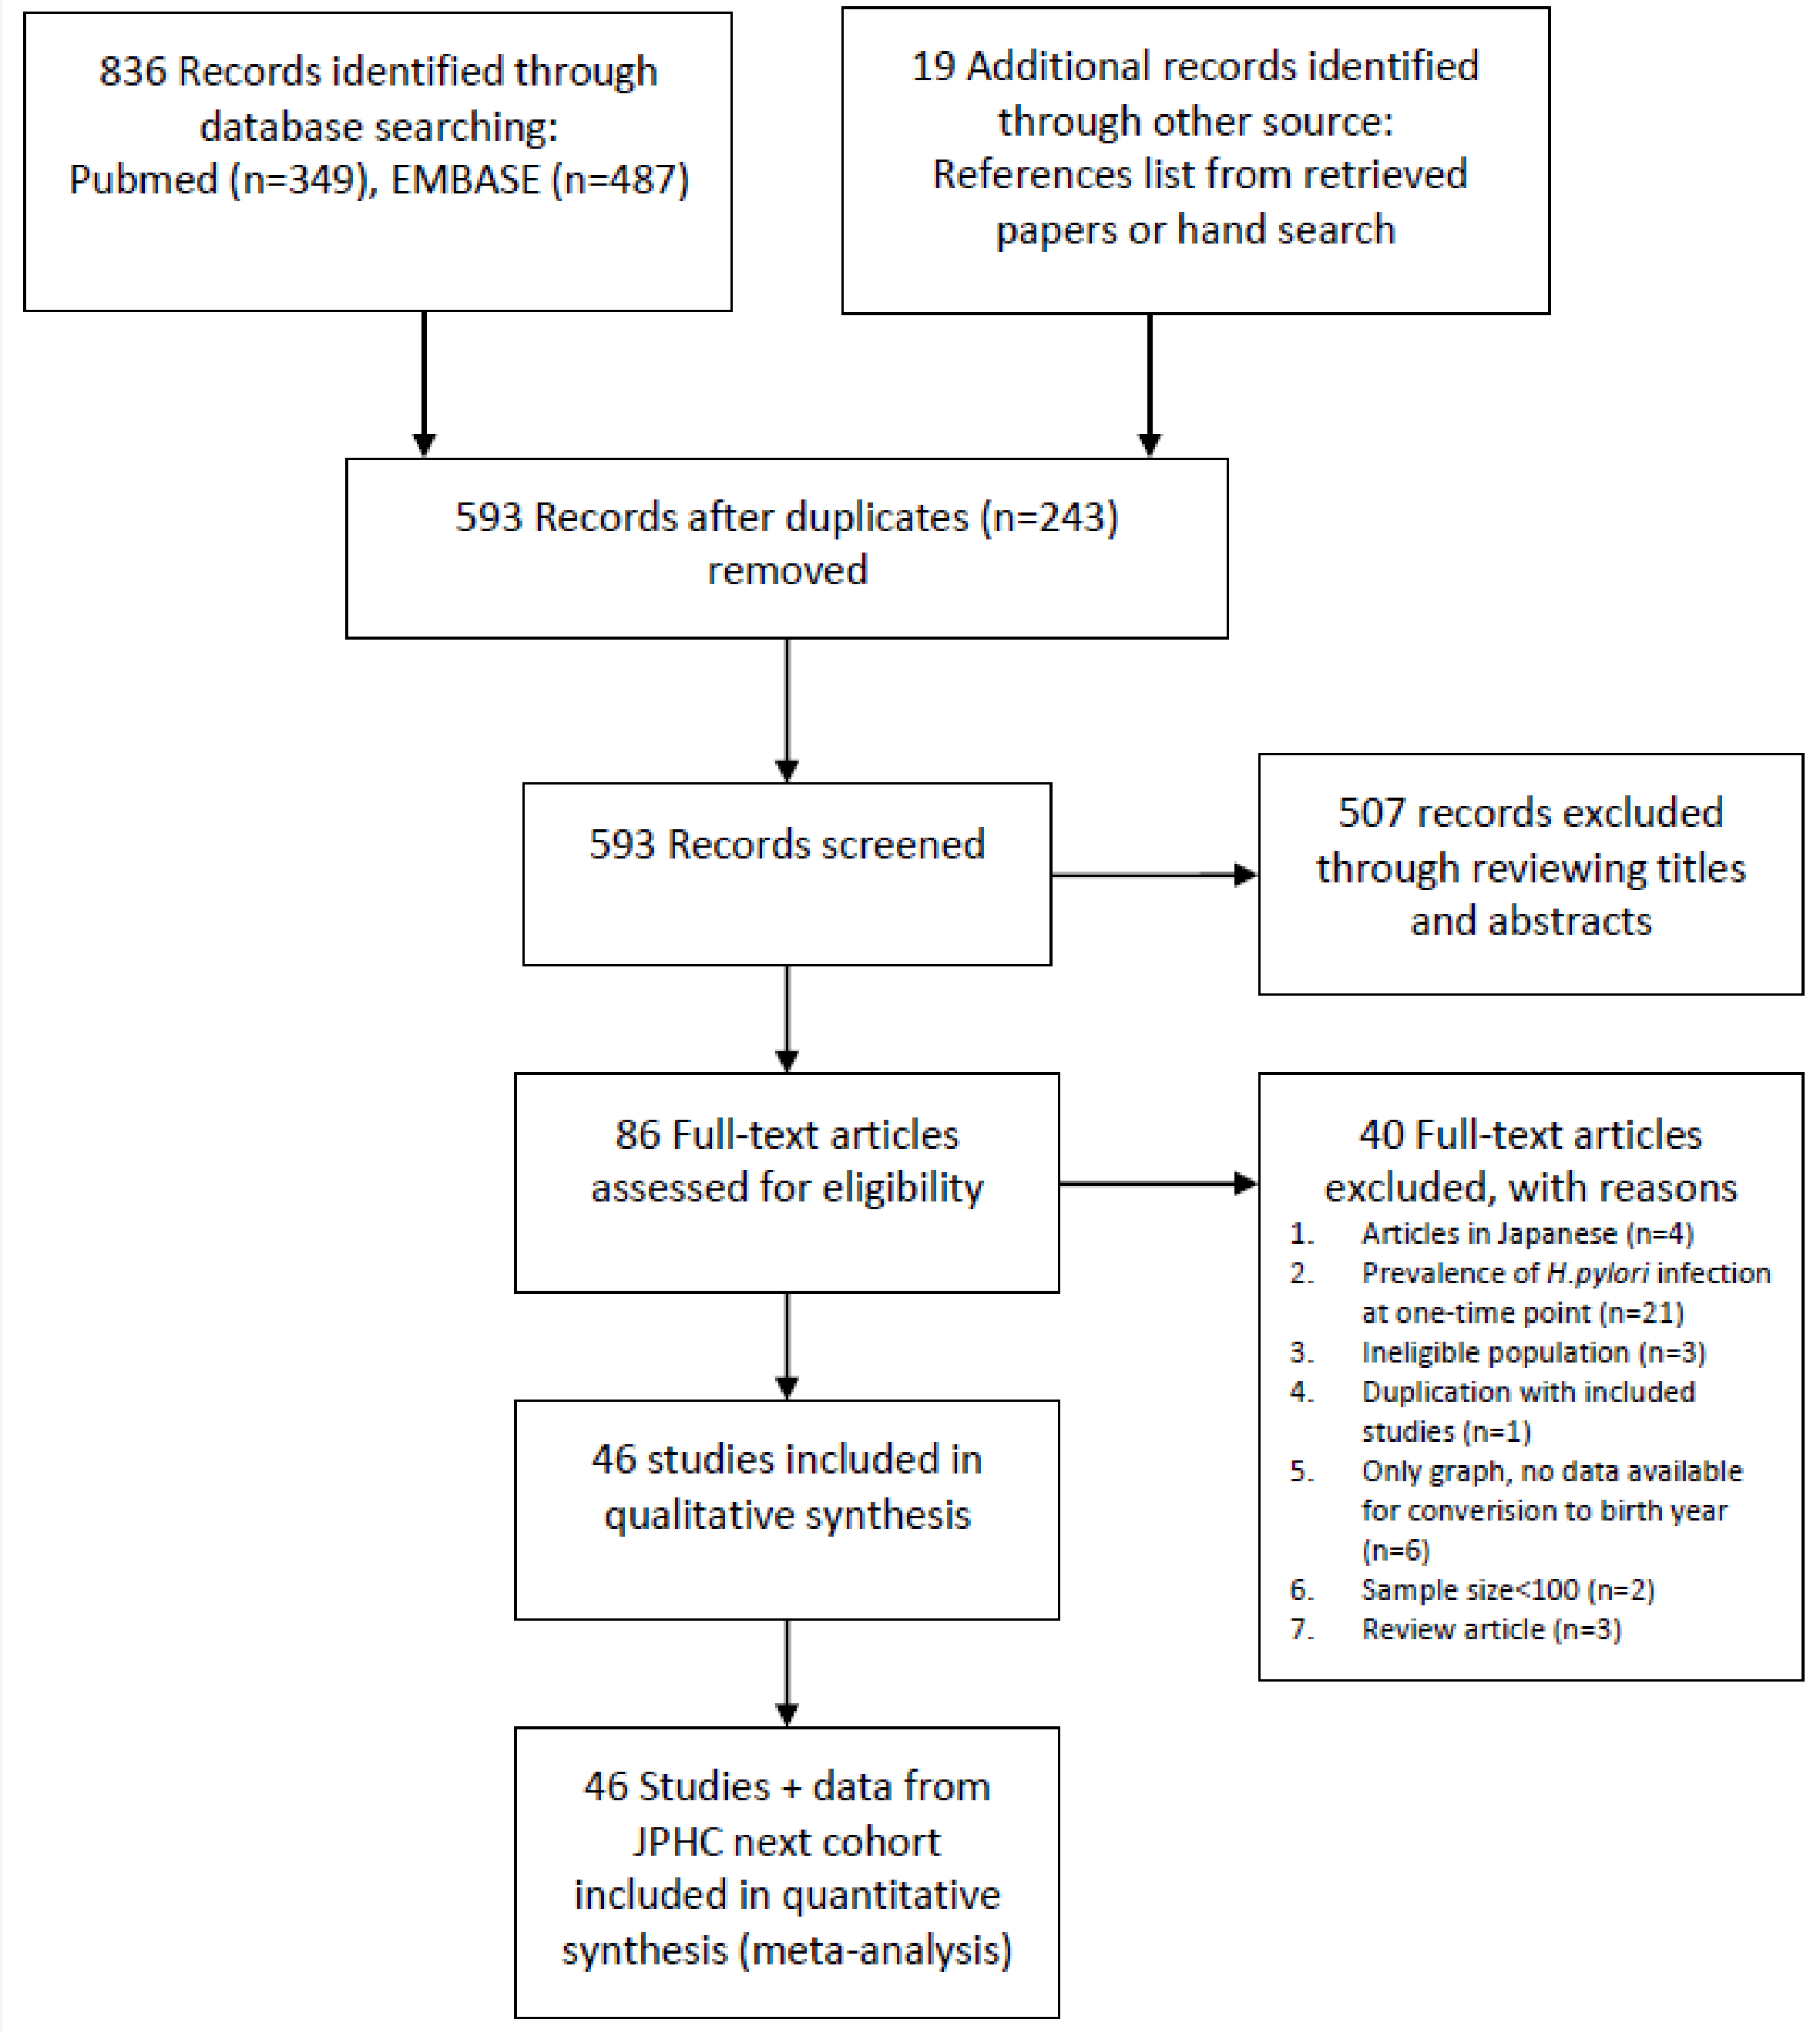 836 Records identified through
database searching:
Pubmed (n=349), EMBASE (n=487)
19 Additional records identified
through other source:
References list from retrieved
papers or hand search
593 Records after duplicates (n=243)
removed
593 Records screened
507 records excluded
through reviewing titles
and abstracts
86 Full-text articles
assessed for eligibility
40 Full-text articles
excluded, with reasons
1. Articles in Japanese (n=4)
2. Prevalence of H.pylori infection
at one-time point (n=21)
3. Ineligible population (n=3)
4. Duplication with included
studies (n=1)
5. Only graph, no data available
for converision to birth year
(n=6)
6. Sample size<100 (n=2)
7. Review article (n=3)
46 studies included in
qualitative synthesis
46 Studies + data from
JPHC next cohort
included in quantitative
synthesis (meta-analysis)